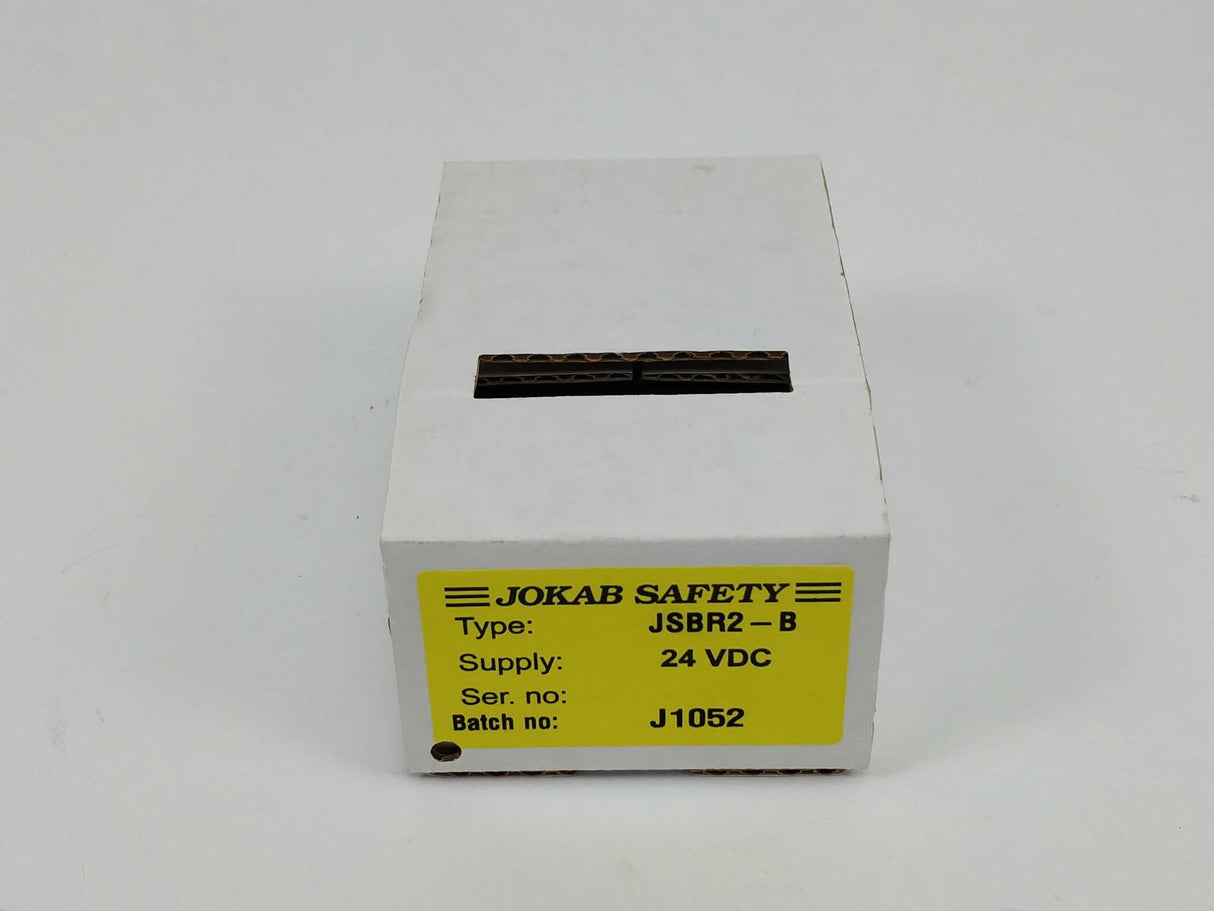 JOKAB SAFETY
Type: JSBR2 – B
Supply: 24 VDC
Ser. no:
Batch no: J1052